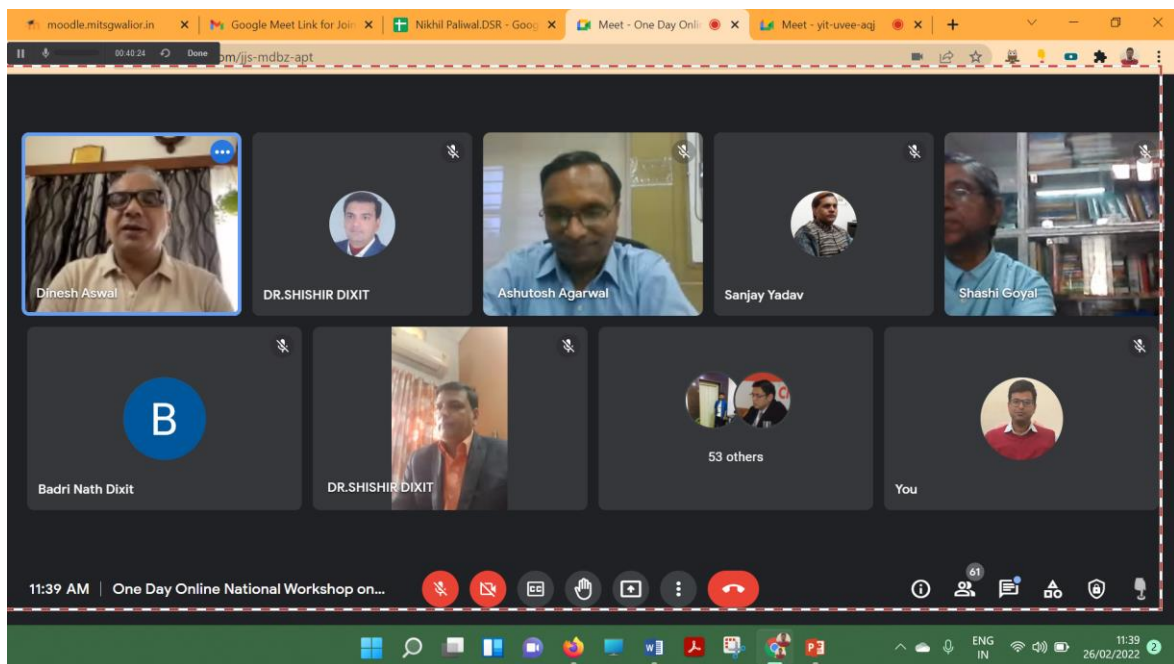 moodle.mitsgwalior.in
Google Meet Link for Join
Nikhil Paliwal.DSR - Goog
Meet - One Day Onlin
Meet - yit-uvee-aqj
00:40:24 Done
om/jjs-mdbz-apt
Dinesh Aswal
DR.SHISHIR DIXIT
Ashutosh Agarwal
Sanjay Yadav
Shashi Goyal
B
Badri Nath Dixit
DR.SHISHIR DIXIT
53 others
You
11:39 AM | One Day Online National Workshop on...
61
ENG
IN
11:39
26/02/2022
2